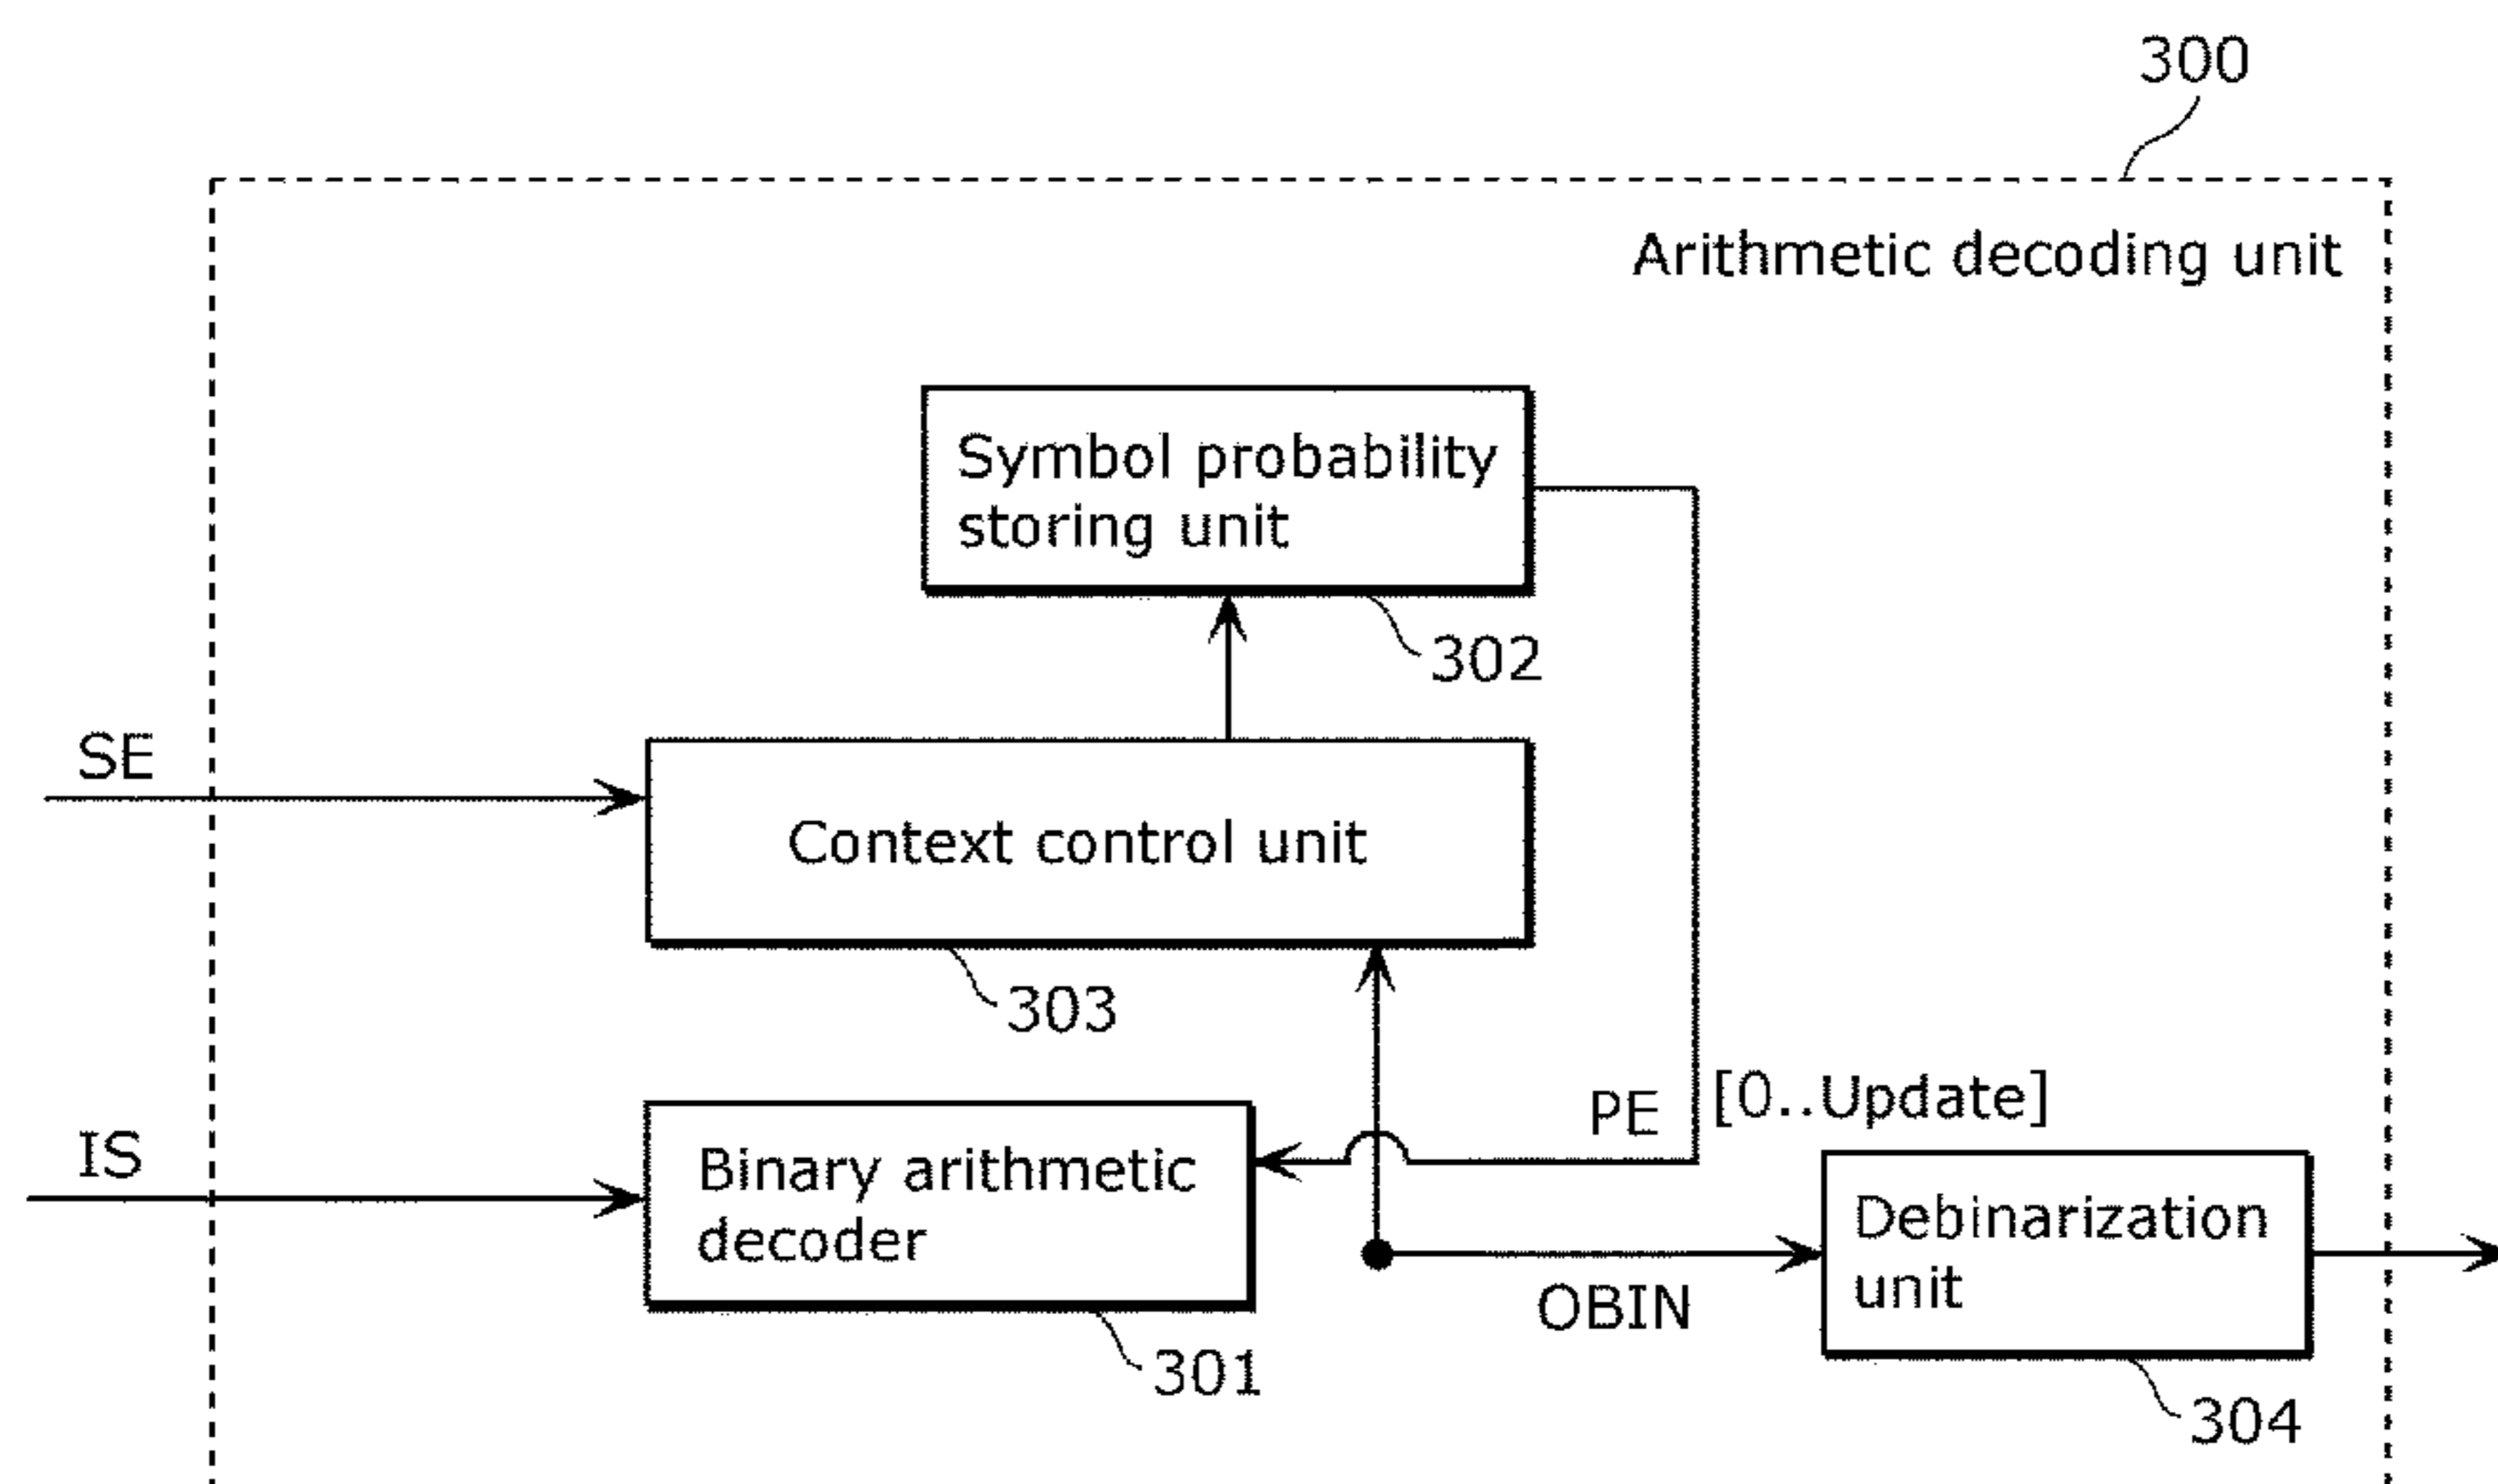 300
Arithmetic decoding unit
Symbol probability
storing unit
302
SE
Context control unit
303
PE
[0..Update]
IS
Binary arithmetic
decoder
Debinarization
unit
OBIN
301
304